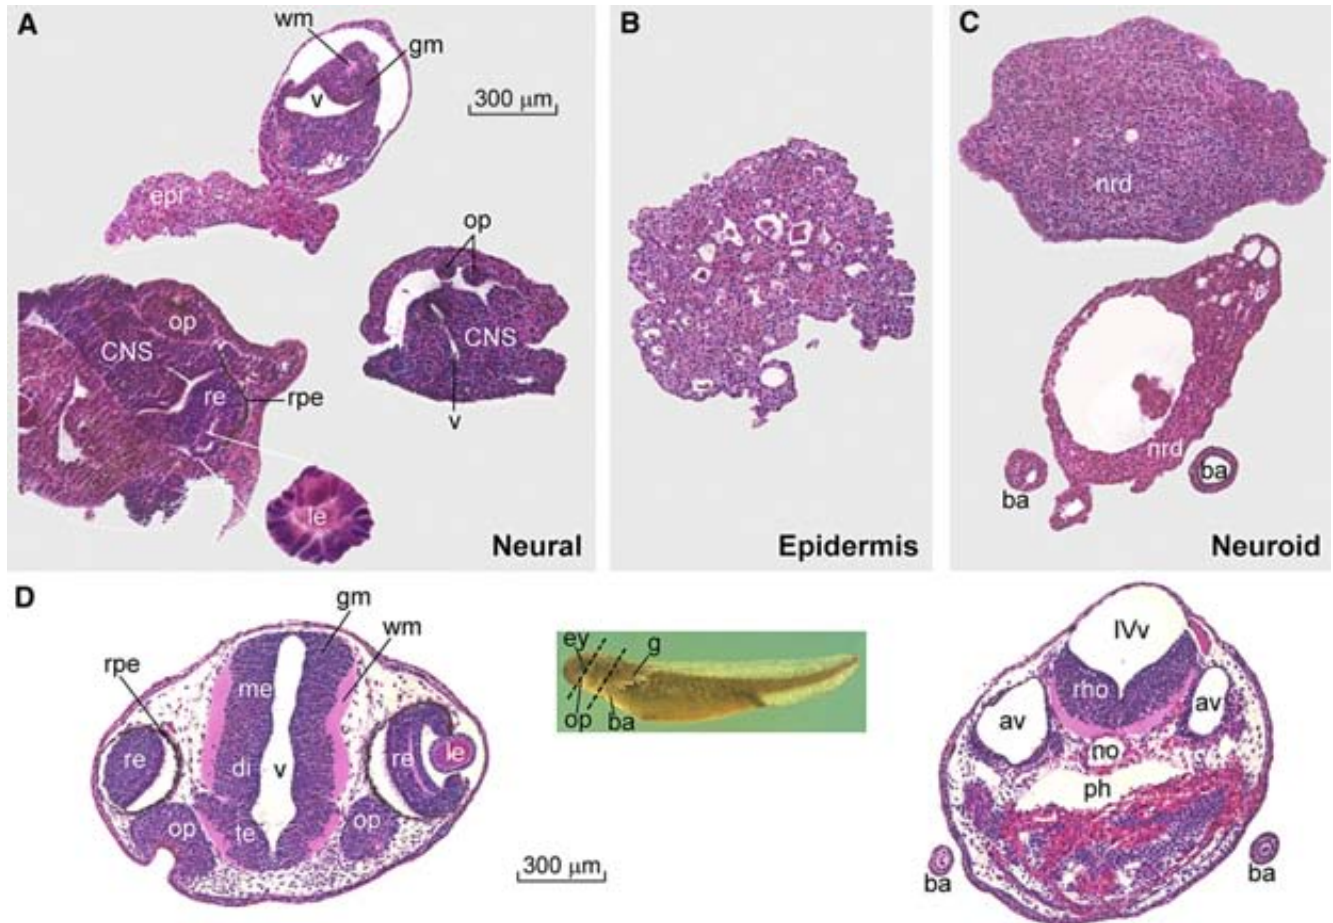 A
wm
gm
v
300 μm
epi
op
op
CNS
CNS
re
rpe
v
le
Neural
B
Epidermis
C
nrd
nrd
ba
ba
Neuroid
D
gm
wm
rpe
me
re
di
v
re
le
op
te
op
300 μm
ey
g
op
ba
IVv
rho
av
av
no
ph
ba
ba